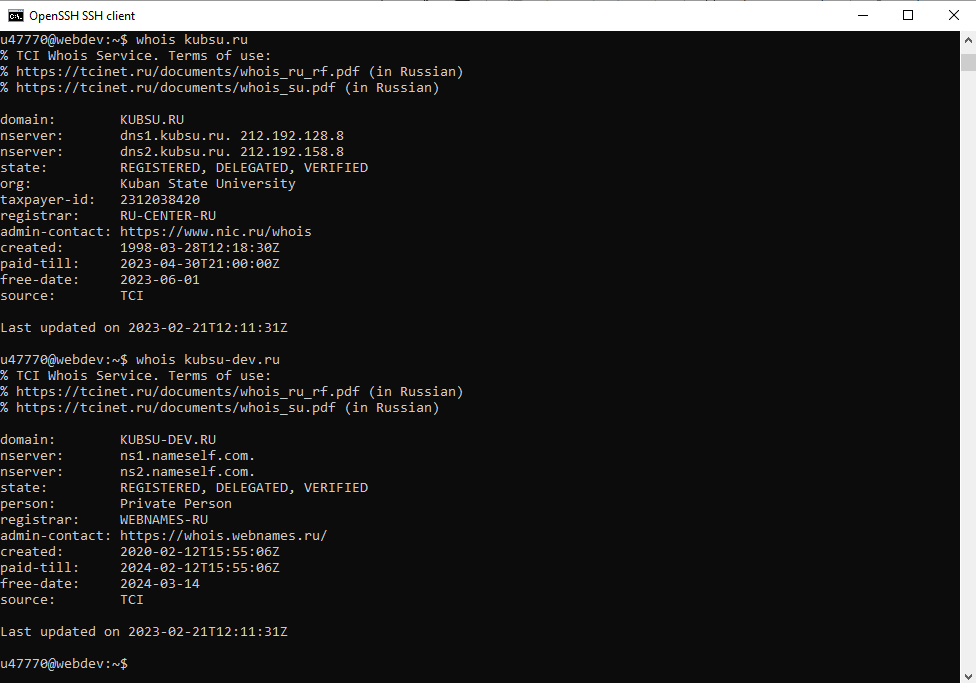 OpenSSH SSH client
u47770@webdev:~$ whois kubsu.ru
% TCI Whois Service. Terms of use:
% https://tcinet.ru/documents/whois_ru_rf.pdf (in Russian)
% https://tcinet.ru/documents/whois_su.pdf (in Russian)

domain:        KUBSU.RU
nserver:       dns1.kubsu.ru. 212.192.128.8
nserver:       dns2.kubsu.ru. 212.192.158.8
state:         REGISTERED, DELEGATED, VERIFIED
org:           Kuban State University
taxpayer-id:   2312038420
registrar:     RU-CENTER-RU
admin-contact: https://www.nic.ru/whois
created:       1998-03-28T12:18:30Z
paid-till:     2023-04-30T21:00:00Z
free-date:     2023-06-01
source:        TCI

Last updated on 2023-02-21T12:11:31Z

u47770@webdev:~$ whois kubsu-dev.ru
% TCI Whois Service. Terms of use:
% https://tcinet.ru/documents/whois_ru_rf.pdf (in Russian)
% https://tcinet.ru/documents/whois_su.pdf (in Russian)

domain:        KUBSU-DEV.RU
nserver:       ns1.nameself.com.
nserver:       ns2.nameself.com.
state:         REGISTERED, DELEGATED, VERIFIED
person:        Private Person
registrar:     WEBNAMES-RU
admin-contact: https://whois.webnames.ru/
created:       2020-02-12T15:55:06Z
paid-till:     2024-02-12T15:55:06Z
free-date:     2024-03-14
source:        TCI

Last updated on 2023-02-21T12:11:31Z

u47770@webdev:~$